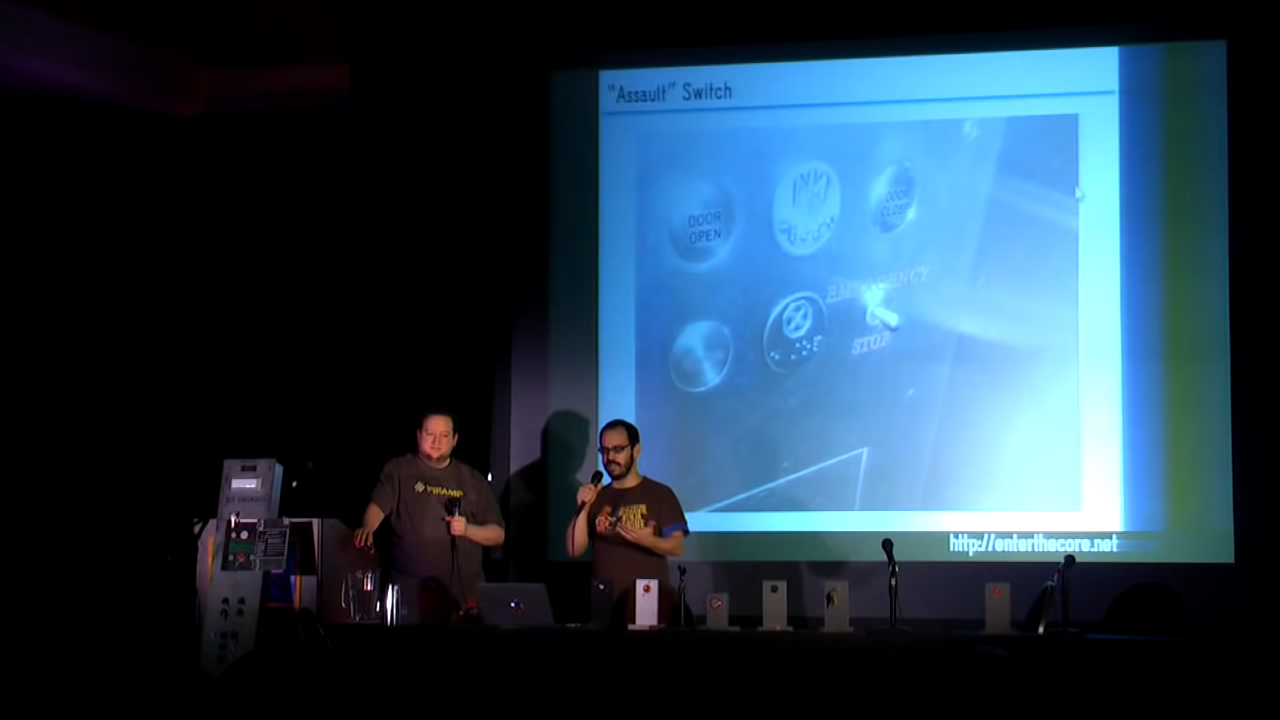 "Assault" Switch
DOOR
OPEN
DOOR
CLOSE
EMERGENCY
STOP
http://enterthecore.net